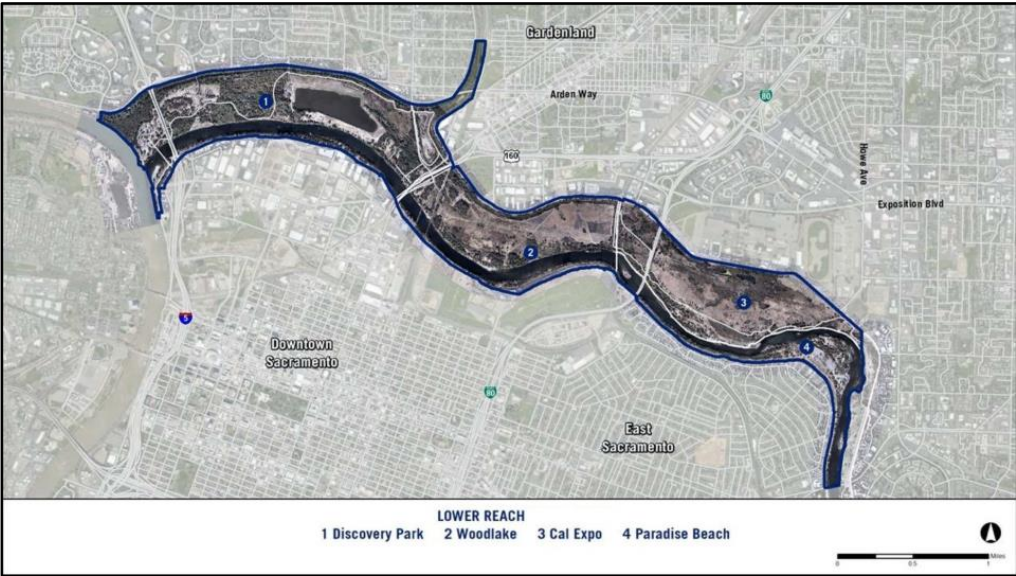 Gardenland
Arden Way
80
1
160
Howe Ave
Exposition Blvd
2
3
5
4
Downtown
Sacramento
80
East
Sacramento
LOWER REACH
1 Discovery Park 2 Woodlake 3 Cal Expo 4 Paradise Beach
0 0.5 1 Miles